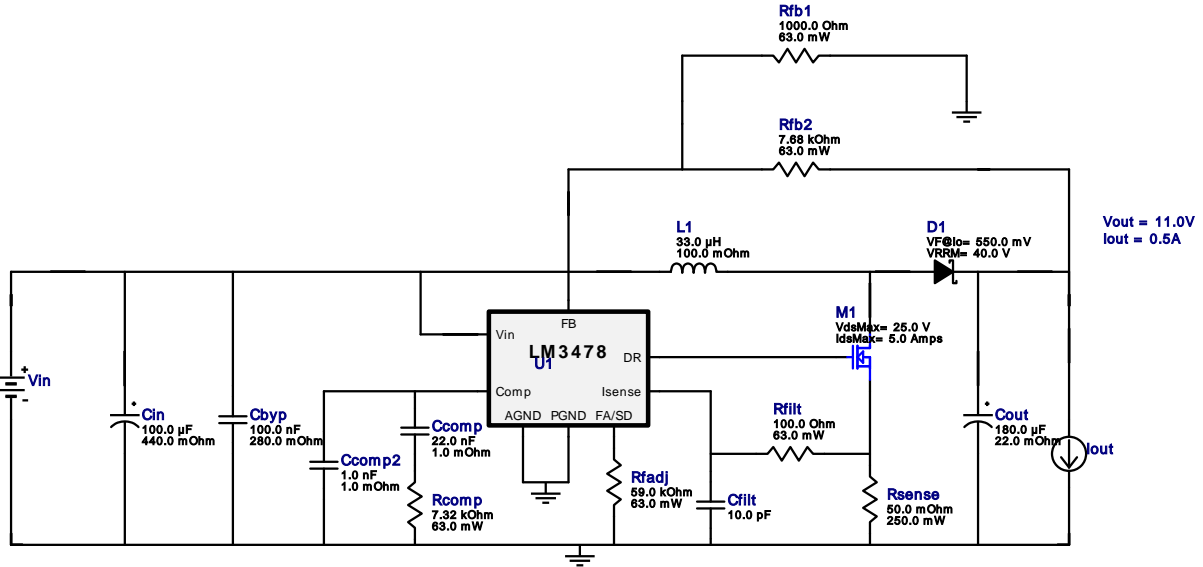 Rfb1
1000.0 Ohm
63.0 mW
Rfb2
7.68 kOhm
63.0 mW
Vout = 11.0V
Iout = 0.5A
L1
33.0 µH
100.0 mOhm
D1
VF@Io= 550.0 mV
VRRM= 40.0 V
M1
VdsMax= 25.0 V
IdsMax= 5.0 Amps
FB
Vin
LM3478
U1
DR
Comp
Isense
AGND PGND FA/SD
+
Vin
-
Cin
100.0 µF
440.0 mOhm
Cbyp
100.0 nF
280.0 mOhm
Ccomp2
1.0 nF
1.0 mOhm
Ccomp
22.0 nF
1.0 mOhm
Rcomp
7.32 kOhm
63.0 mW
Rfadj
59.0 kOhm
63.0 mW
Cfilt
10.0 pF
Rfilt
100.0 Ohm
63.0 mW
Rsense
50.0 mOhm
250.0 mW
Cout
180.0 µF
22.0 mOhm
Iout